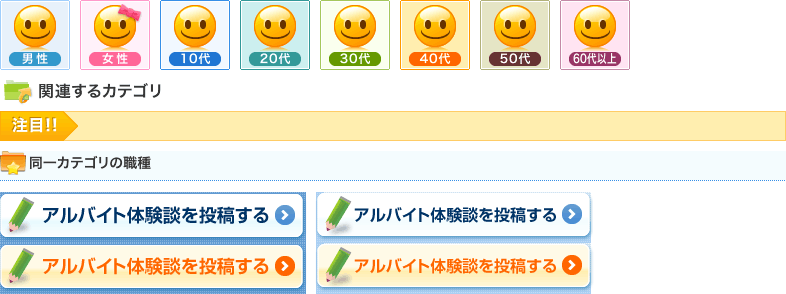 男性 女性 10代 20代 30代 40代 50代 60代以上
関連するカテゴリ
注目!!
同一カテゴリの職種
アルバイト体験談を投稿する アルバイト体験談を投稿する
アルバイト体験談を投稿する アルバイト体験談を投稿する